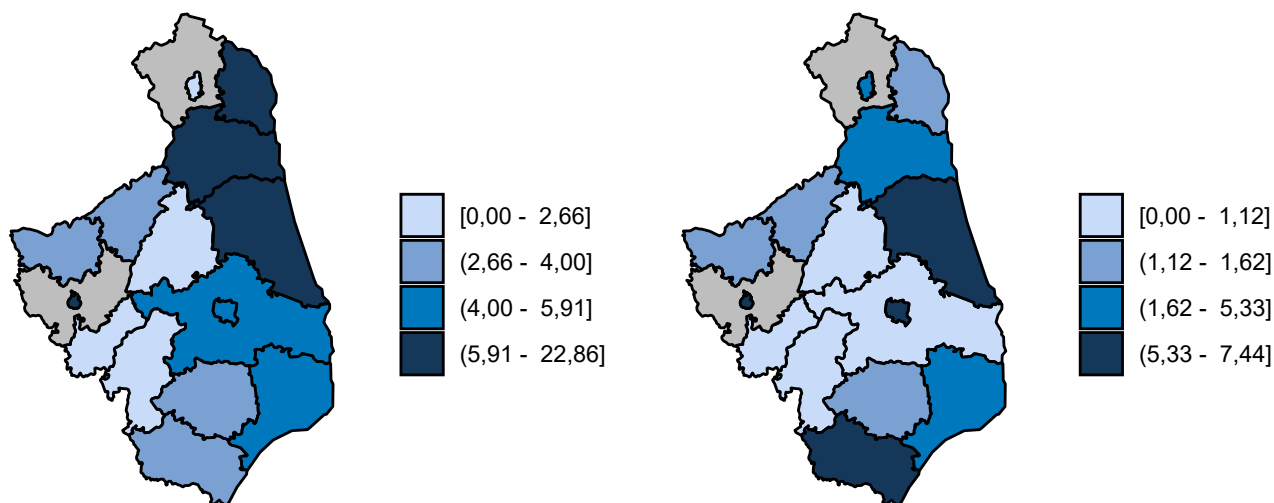 [0,00 - 2,66]
(2,66 - 4,00]
(4,00 - 5,91]
(5,91 - 22,86]
[0,00 - 1,12]
(1,12 - 1,62]
(1,62 - 5,33]
(5,33 - 7,44]